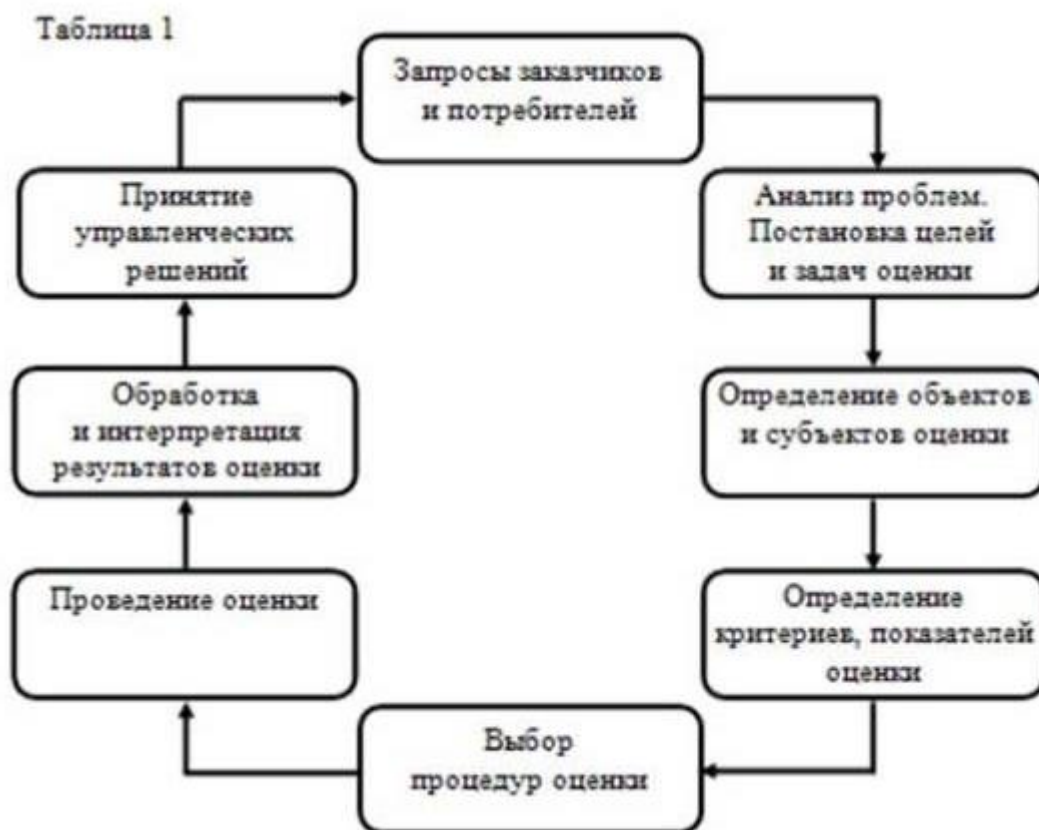 Таблица 1
Запросы заказчиков
и потребителей
Анализ проблем.
Постановка целей
и задач оценки
Определение объектов
и субъектов оценки
Определение
критериев, показателей
оценки
Выбор
процедур оценки
Проведение оценки
Обработка
и интерпретация
результатов оценки
Принятие
управленческих
решений